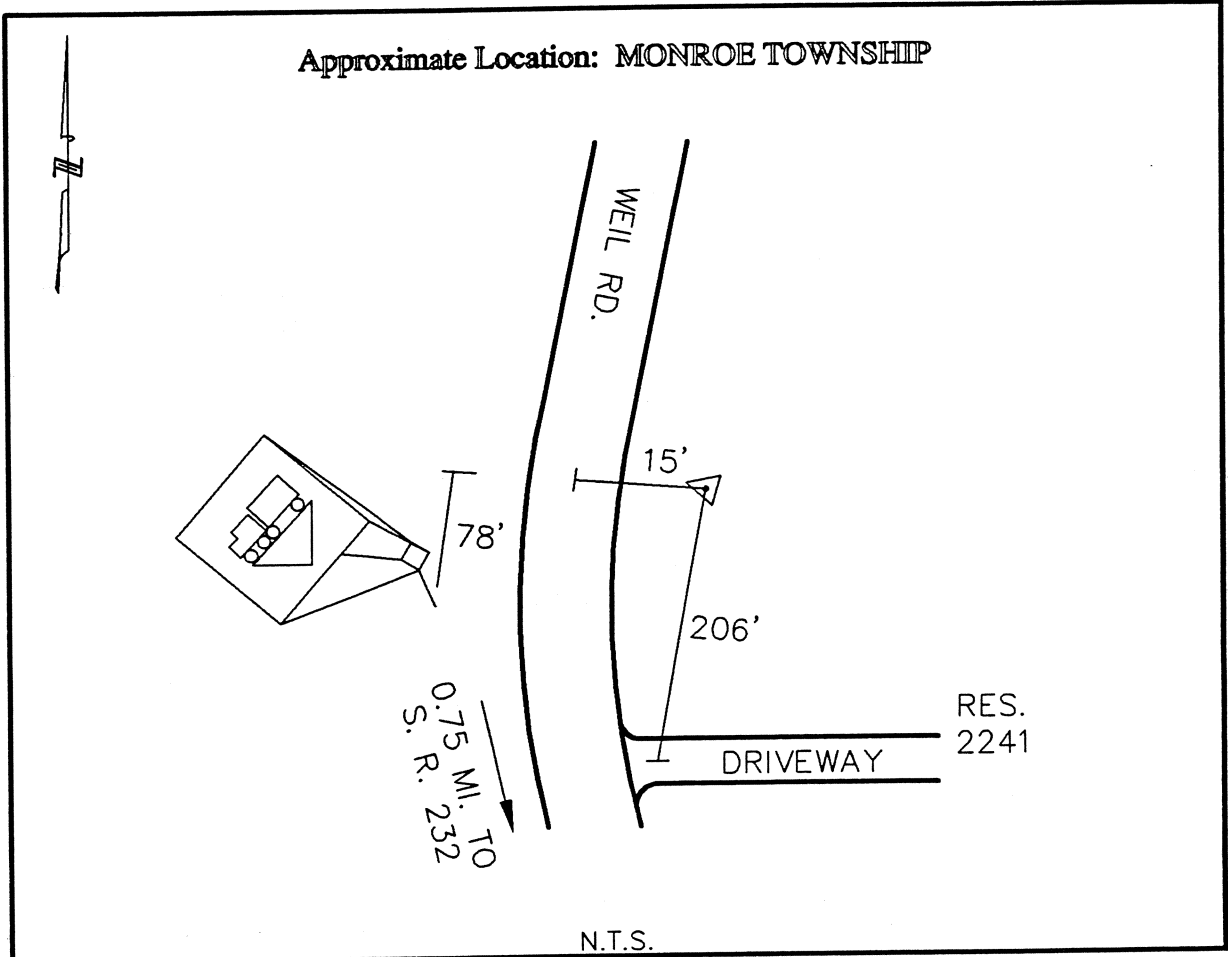 Approximate Location: MONROE TOWNSHIP
N
WEIL RD.
15'
78'
206'
0.75 MI. TO
S. R. 232
RES.
2241
DRIVEWAY
N.T.S.